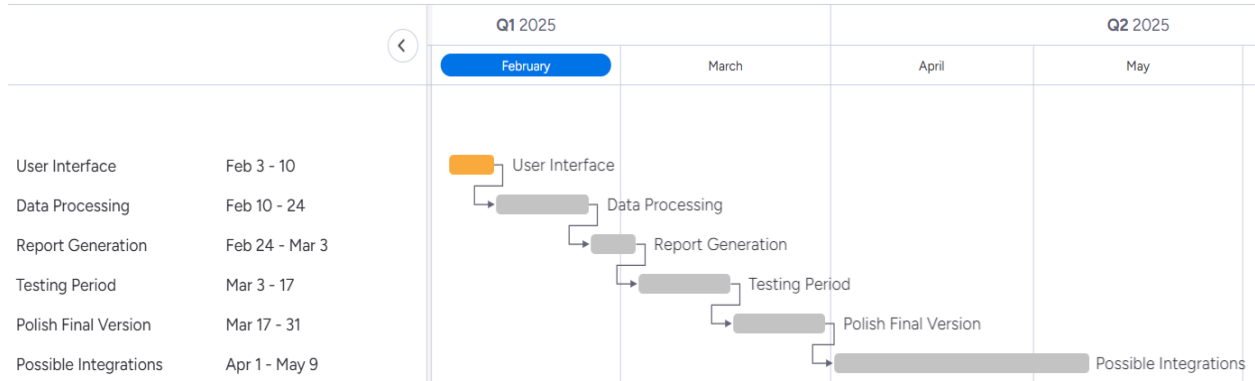 Q1 2025
Q2 2025
February
March
April
May
User Interface
Feb 3 - 10
User Interface
Data Processing
Feb 10 - 24
Data Processing
Report Generation
Feb 24 - Mar 3
Report Generation
Testing Period
Mar 3 - 17
Testing Period
Polish Final Version
Mar 17 - 31
Polish Final Version
Possible Integrations
Apr 1 - May 9
Possible Integrations